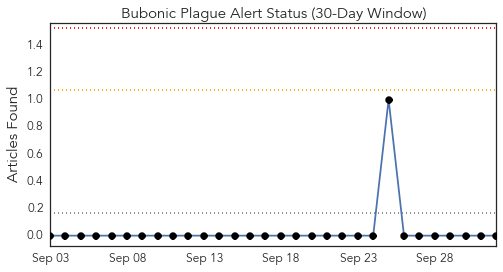 Bubonic Plague Alert Status (30-Day Window)
Articles Found
1.4
1.2
1.0
0.8
0.6
0.4
0.2
0.0
Sep 03 Sep 08 Sep 13 Sep 18 Sep 23 Sep 28